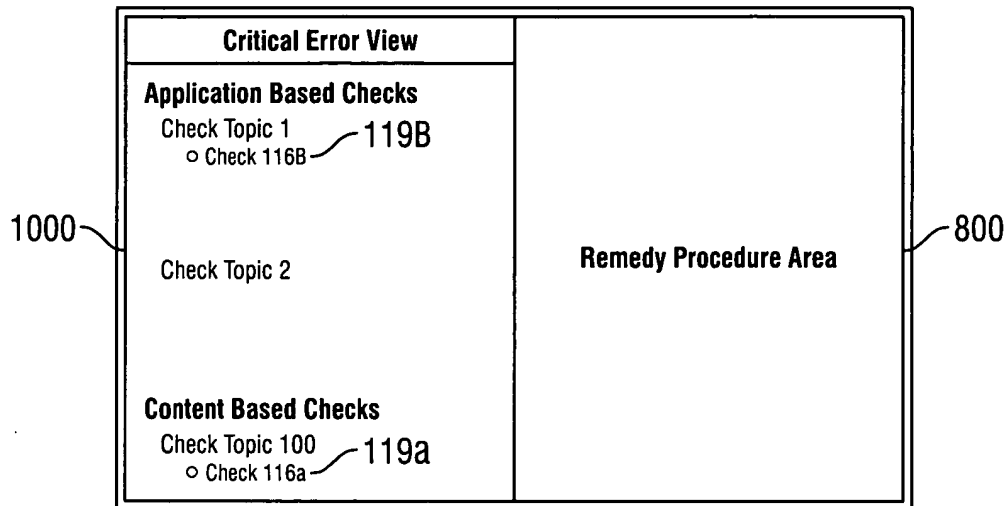 Critical Error View
Application Based Checks
Check Topic 1
Check 116B
119B
1000
Check Topic 2
Remedy Procedure Area
800
Content Based Checks
Check Topic 100
Check 116a
119a